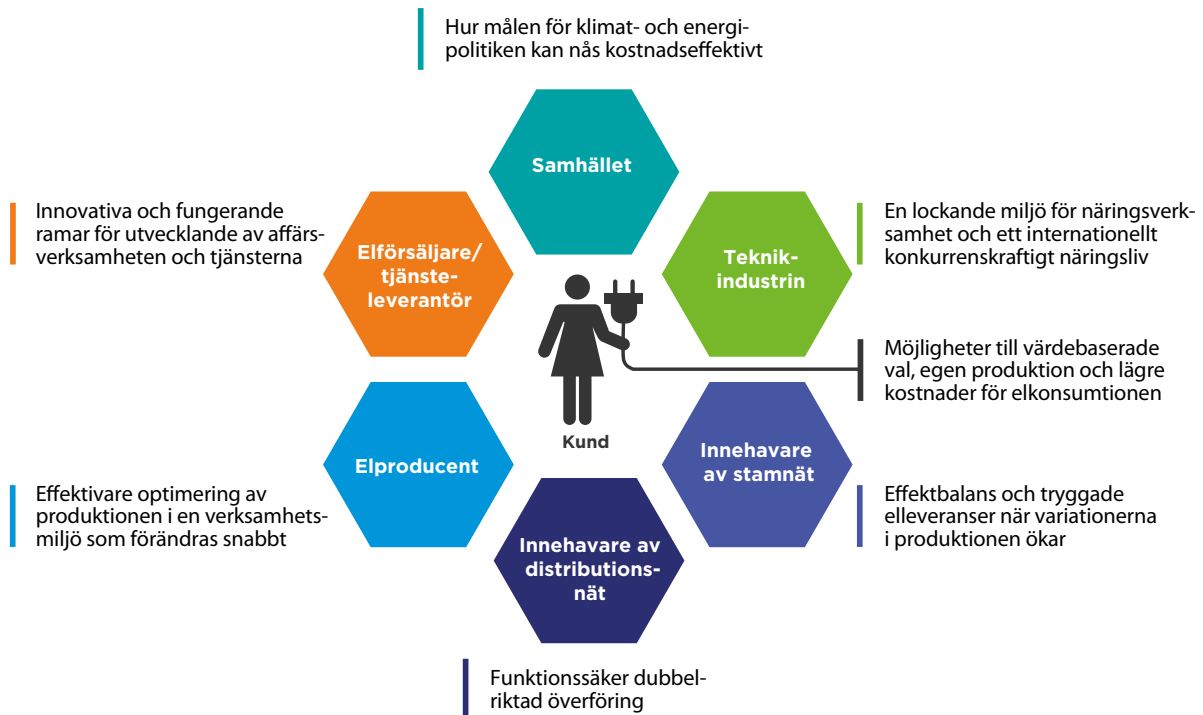 Hur målen för klimat- och energi-
politiken kan nås kostnadseffektivt
Samhället
Innovativa och fungerande
ramar för utvecklande av affärs-
verksamheten och tjänsterna
Elförsäljare/
tjänste-
leverantör
Teknik-
industrin
En lockande miljö för näringsverk-
samhet och ett internationellt
konkurrenskraftigt näringsliv
Möjligheter till värdebaserade
val, egen produktion och lägre
kostnader för elkonsumtionen
Kund
Elproducent
Innehavare
av stamnät
Effektivare optimering av
produktionen i en verksamhets-
miljö som förändras snabbt
Effektbalans och tryggade
elleveranser när variationerna
i produktionen ökar
Innehavare av
distributions-
nät
Funktionssäker dubbel-
riktad överföring